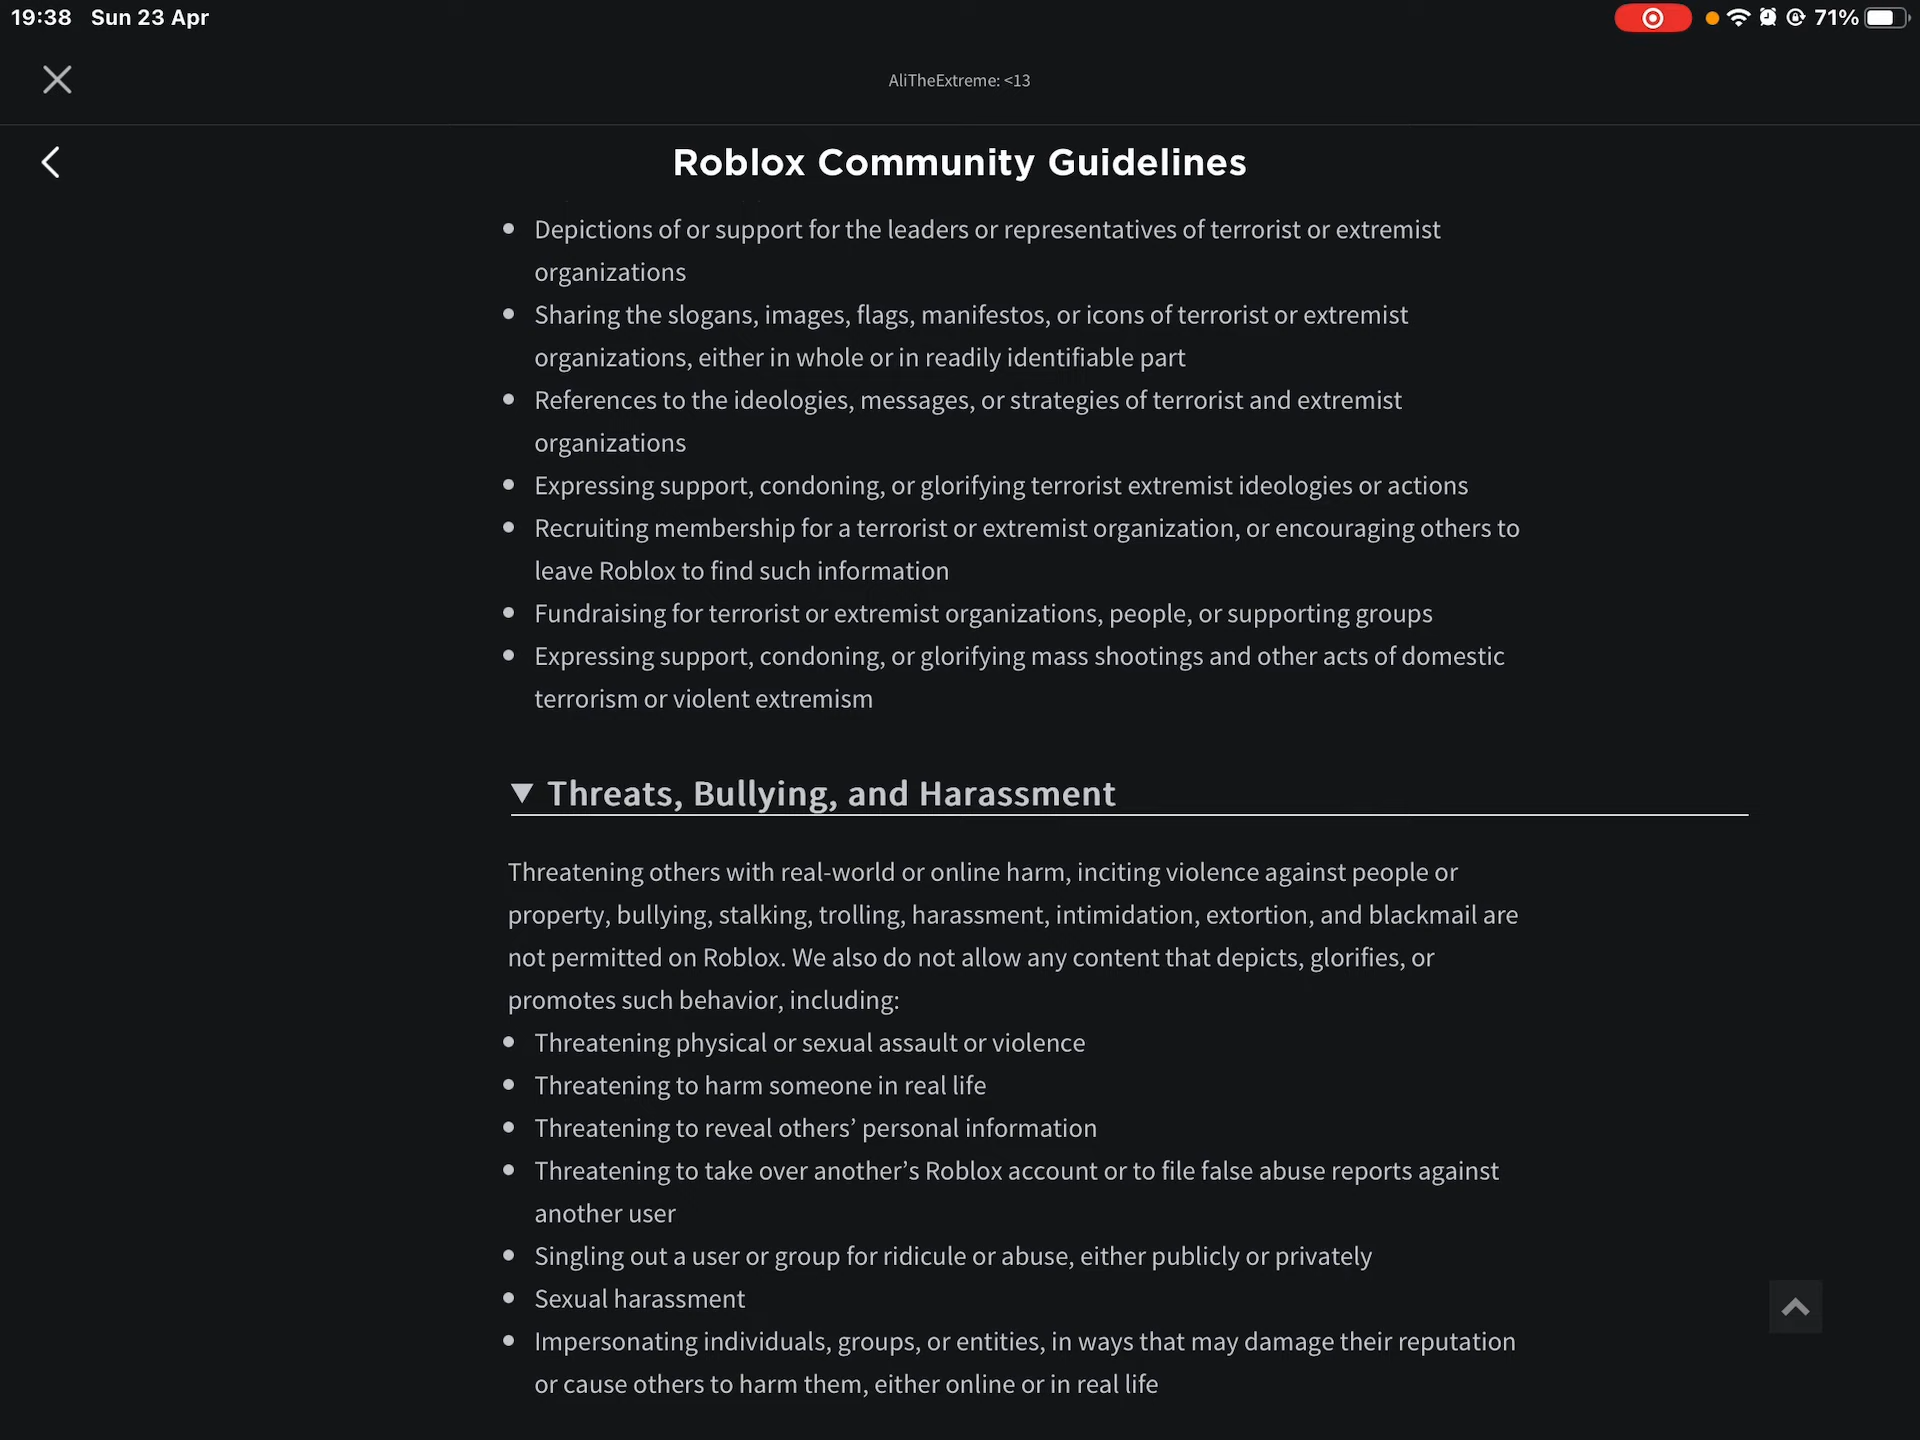 19:38 Sun 23 Apr
71%
AliTheExtreme: <13
Roblox Community Guidelines
• Depictions of or support for the leaders or representatives of terrorist or extremist
organizations
• Sharing the slogans, images, flags, manifestos, or icons of terrorist or extremist
organizations, either in whole or in readily identifiable part
• References to the ideologies, messages, or strategies of terrorist and extremist
organizations
• Expressing support, condoning, or glorifying terrorist extremist ideologies or actions
• Recruiting membership for a terrorist or extremist organization, or encouraging others to
leave Roblox to find such information
• Fundraising for terrorist or extremist organizations, people, or supporting groups
• Expressing support, condoning, or glorifying mass shootings and other acts of domestic
terrorism or violent extremism
▼ Threats, Bullying, and Harassment
Threatening others with real-world or online harm, inciting violence against people or
property, bullying, stalking, trolling, harassment, intimidation, extortion, and blackmail are
not permitted on Roblox. We also do not allow any content that depicts, glorifies, or
promotes such behavior, including:
• Threatening physical or sexual assault or violence
• Threatening to harm someone in real life
• Threatening to reveal others’ personal information
• Threatening to take over another’s Roblox account or to file false abuse reports against
another user
• Singling out a user or group for ridicule or abuse, either publicly or privately
• Sexual harassment
• Impersonating individuals, groups, or entities, in ways that may damage their reputation
or cause others to harm them, either online or in real life